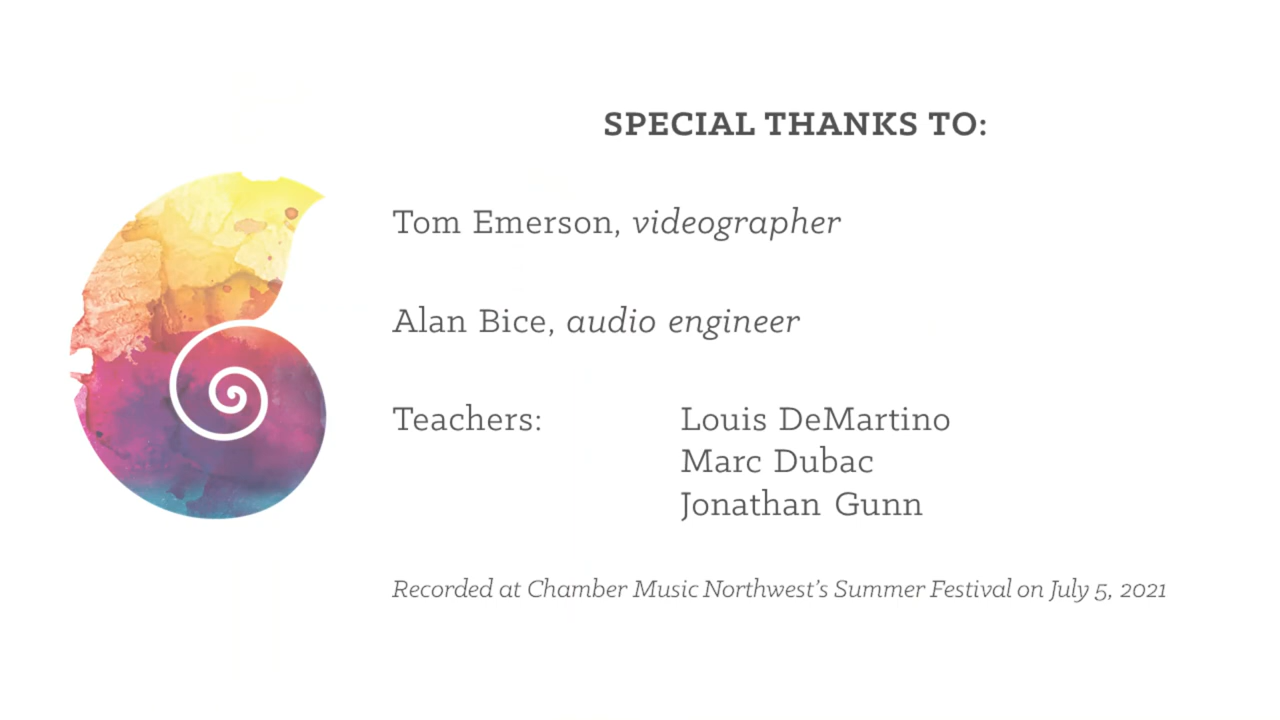 SPECIAL THANKS TO:
Tom Emerson, videographer
Alan Bice, audio engineer
Teachers: Louis DeMartino
Marc Dubac
Jonathan Gunn
Recorded at Chamber Music Northwest's Summer Festival on July 5, 2021